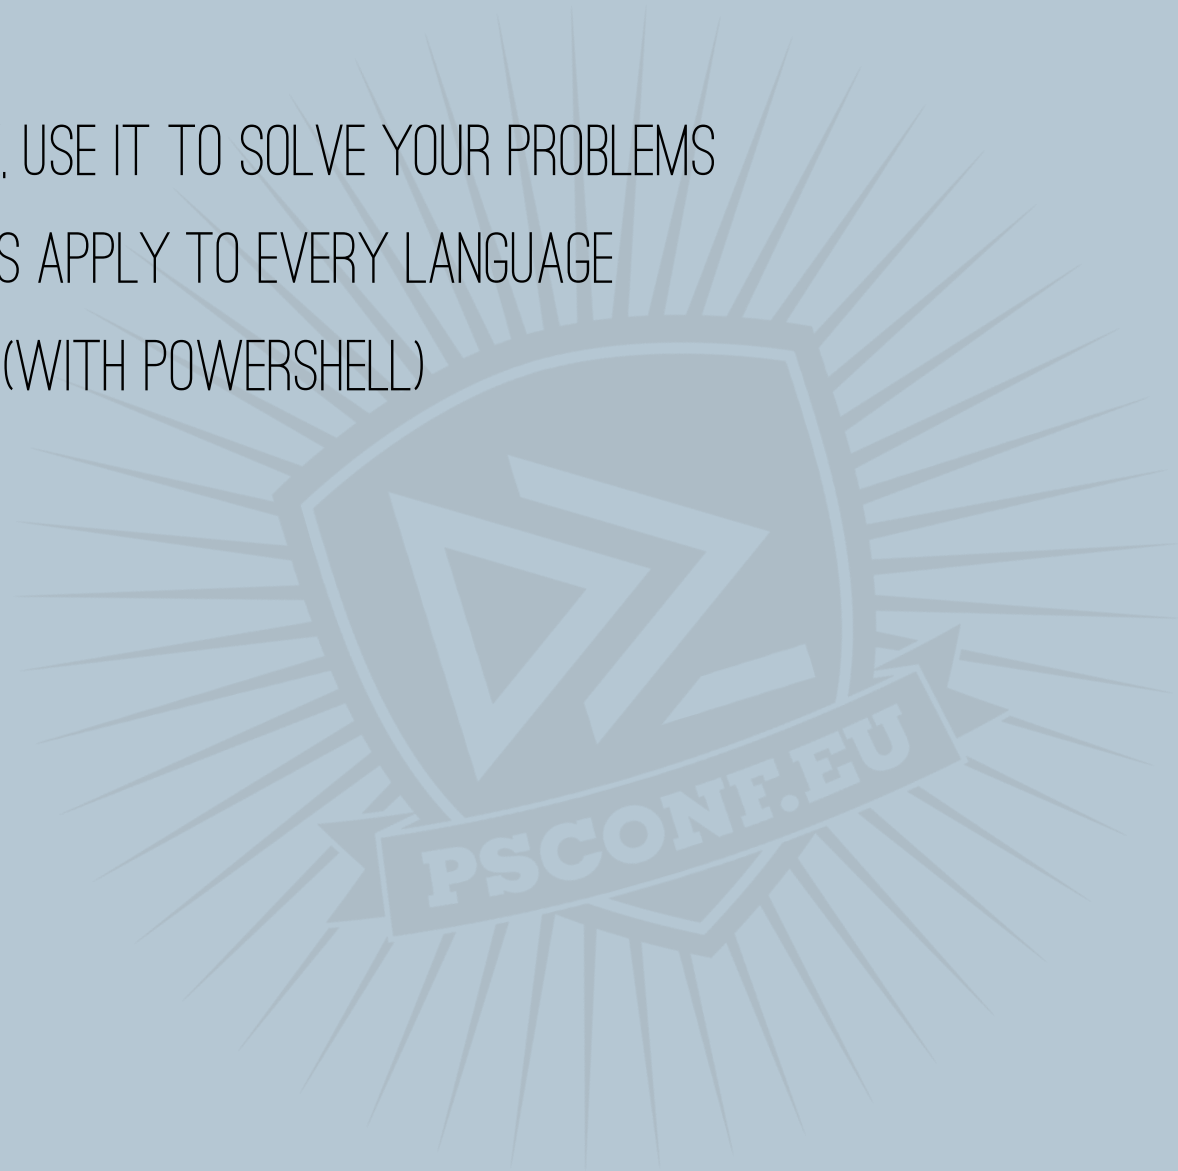 . USE IT TO SOLVE YOUR PROBLEMS
S APPLY TO EVERY LANGUAGE
(WITH POWERSHELL)
PSCONF.EU